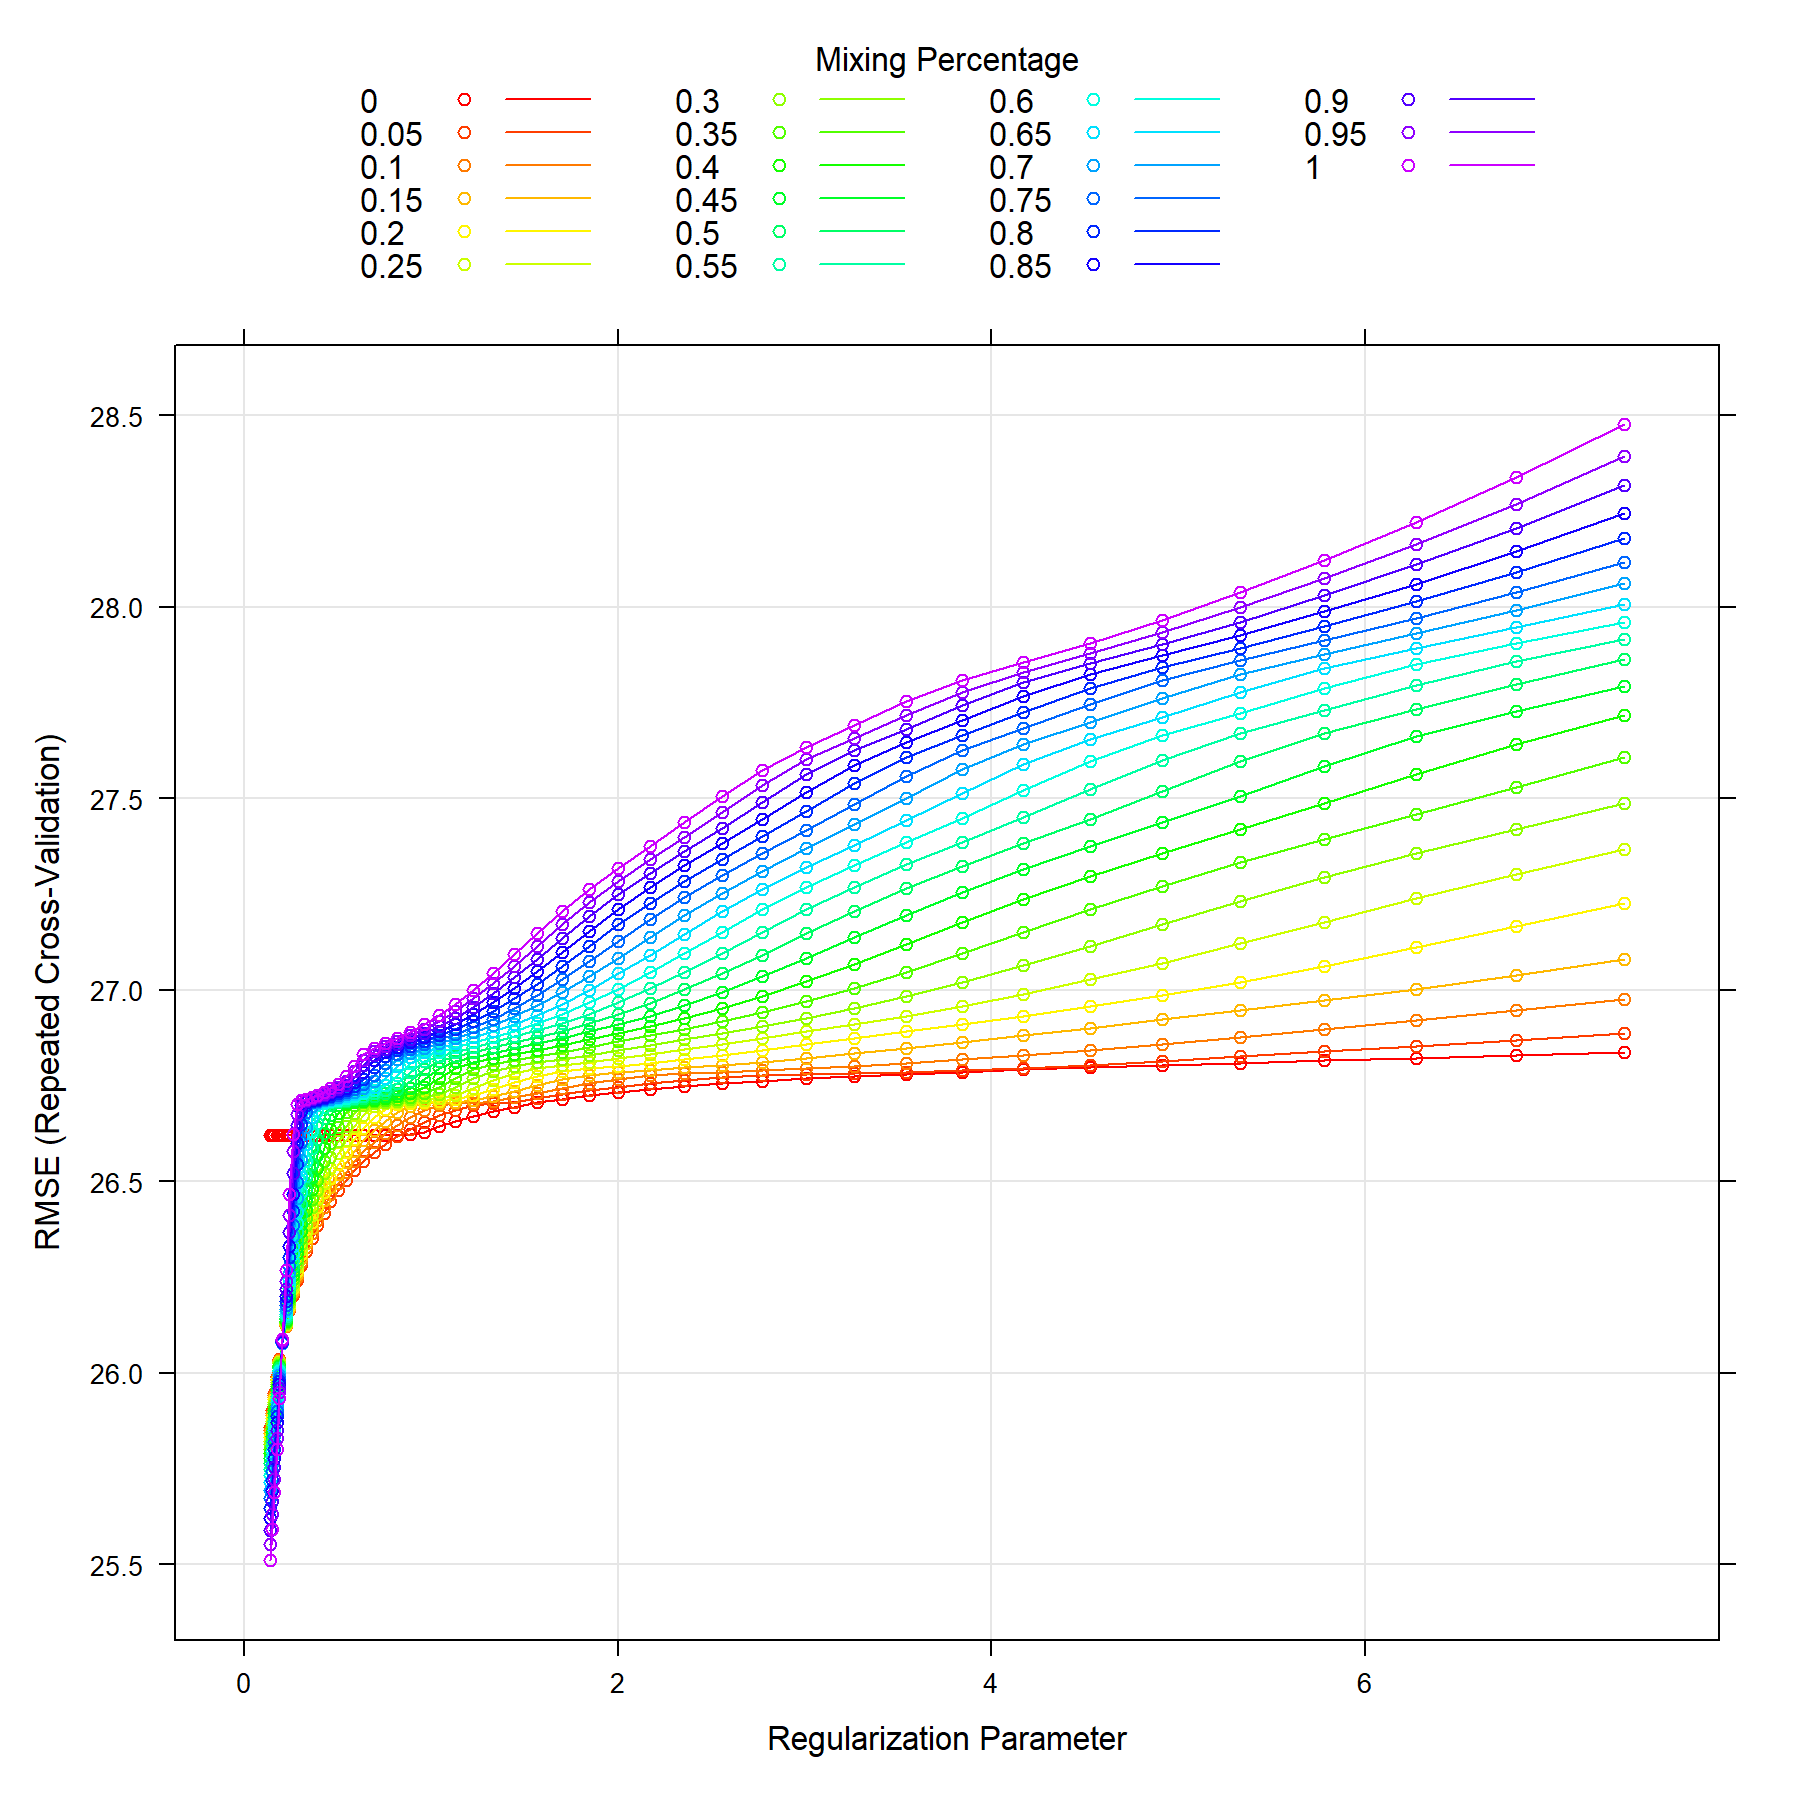 Mixing Percentage
0 0.3 0.6 0.9
0.05 0.35 0.65 0.95
0.1 0.4 0.7 1
0.15 0.45 0.75
0.2 0.5 0.8
0.25 0.55 0.85
28.5
28.0
27.5
27.0
26.5
26.0
25.5
RMSE (Repeated Cross-Validation)
0 2 4 6
Regularization Parameter